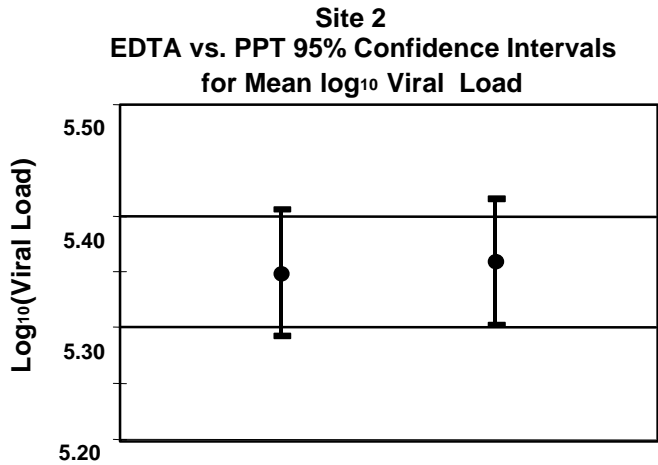 Site 2
EDTA vs. PPT 95% Confidence Intervals
for Mean log10 Viral Load
Log10(Viral Load)
5.50
5.40
5.30
5.20